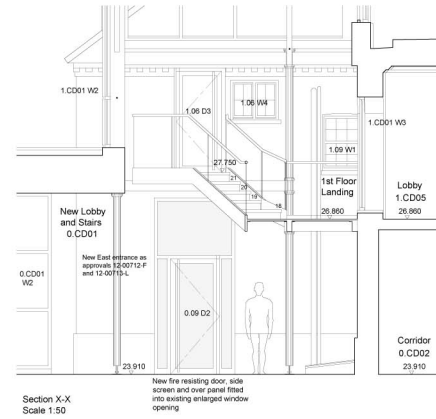 1.CD01 W2
1.06 D3
1.06 W4
1.CD01 W3
1.09 W1
27.750
21
20
19
18
1st Floor
Landing
26.860
Lobby
1.CD05
26.860
New Lobby
and Stairs
0.CD01
New East entrance as
approvals 12-00712-F
and 12-00713-L
0.CD01
W2
0.09 D2
Corridor
0.CD02
23.910
23.910
New fire resisting door, side
screen and over panel fitted
into existing enlarged window
opening
Section X-X
Scale 1:50